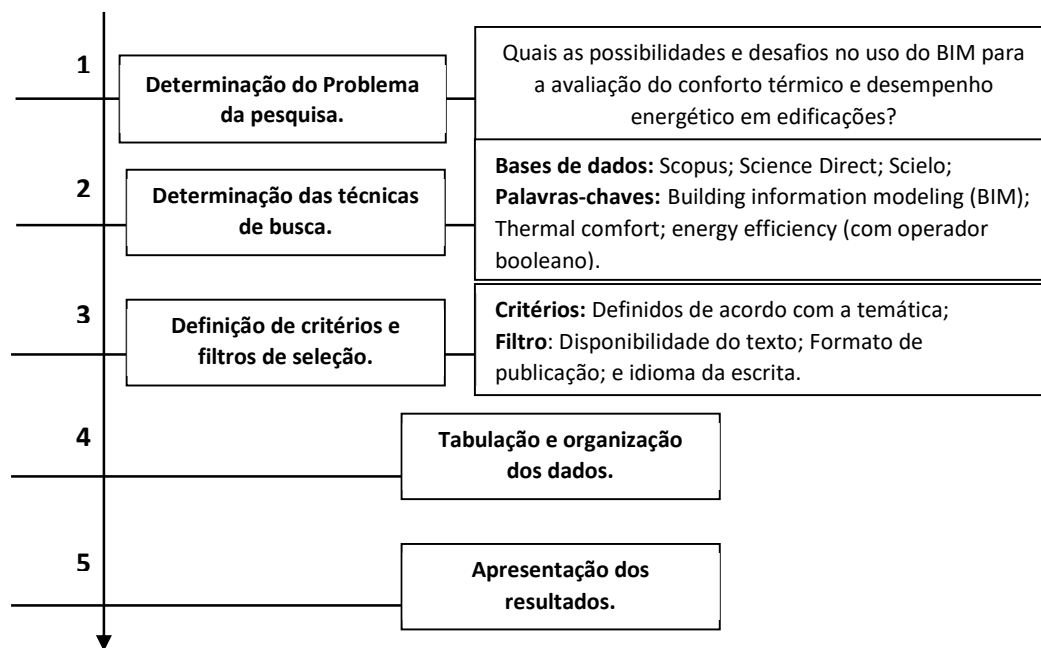 1
Determinação do Problema
da pesquisa.
Quais as possibilidades e desafios no uso do BIM para
a avaliação do conforto térmico e desempenho
energético em edificações?
2
Determinação das técnicas
de busca.
Bases de dados: Scopus; Science Direct; Scielo;
Palavras-chaves: Building information modeling (BIM);
Thermal comfort; energy efficiency (com operador
booleano).
3
Definição de critérios e
filtros de seleção.
Critérios: Definidos de acordo com a temática;
Filtro: Disponibilidade do texto; Formato de
publicação; e idioma da escrita.
4
Tabulação e organização
dos dados.
5
Apresentação dos
resultados.